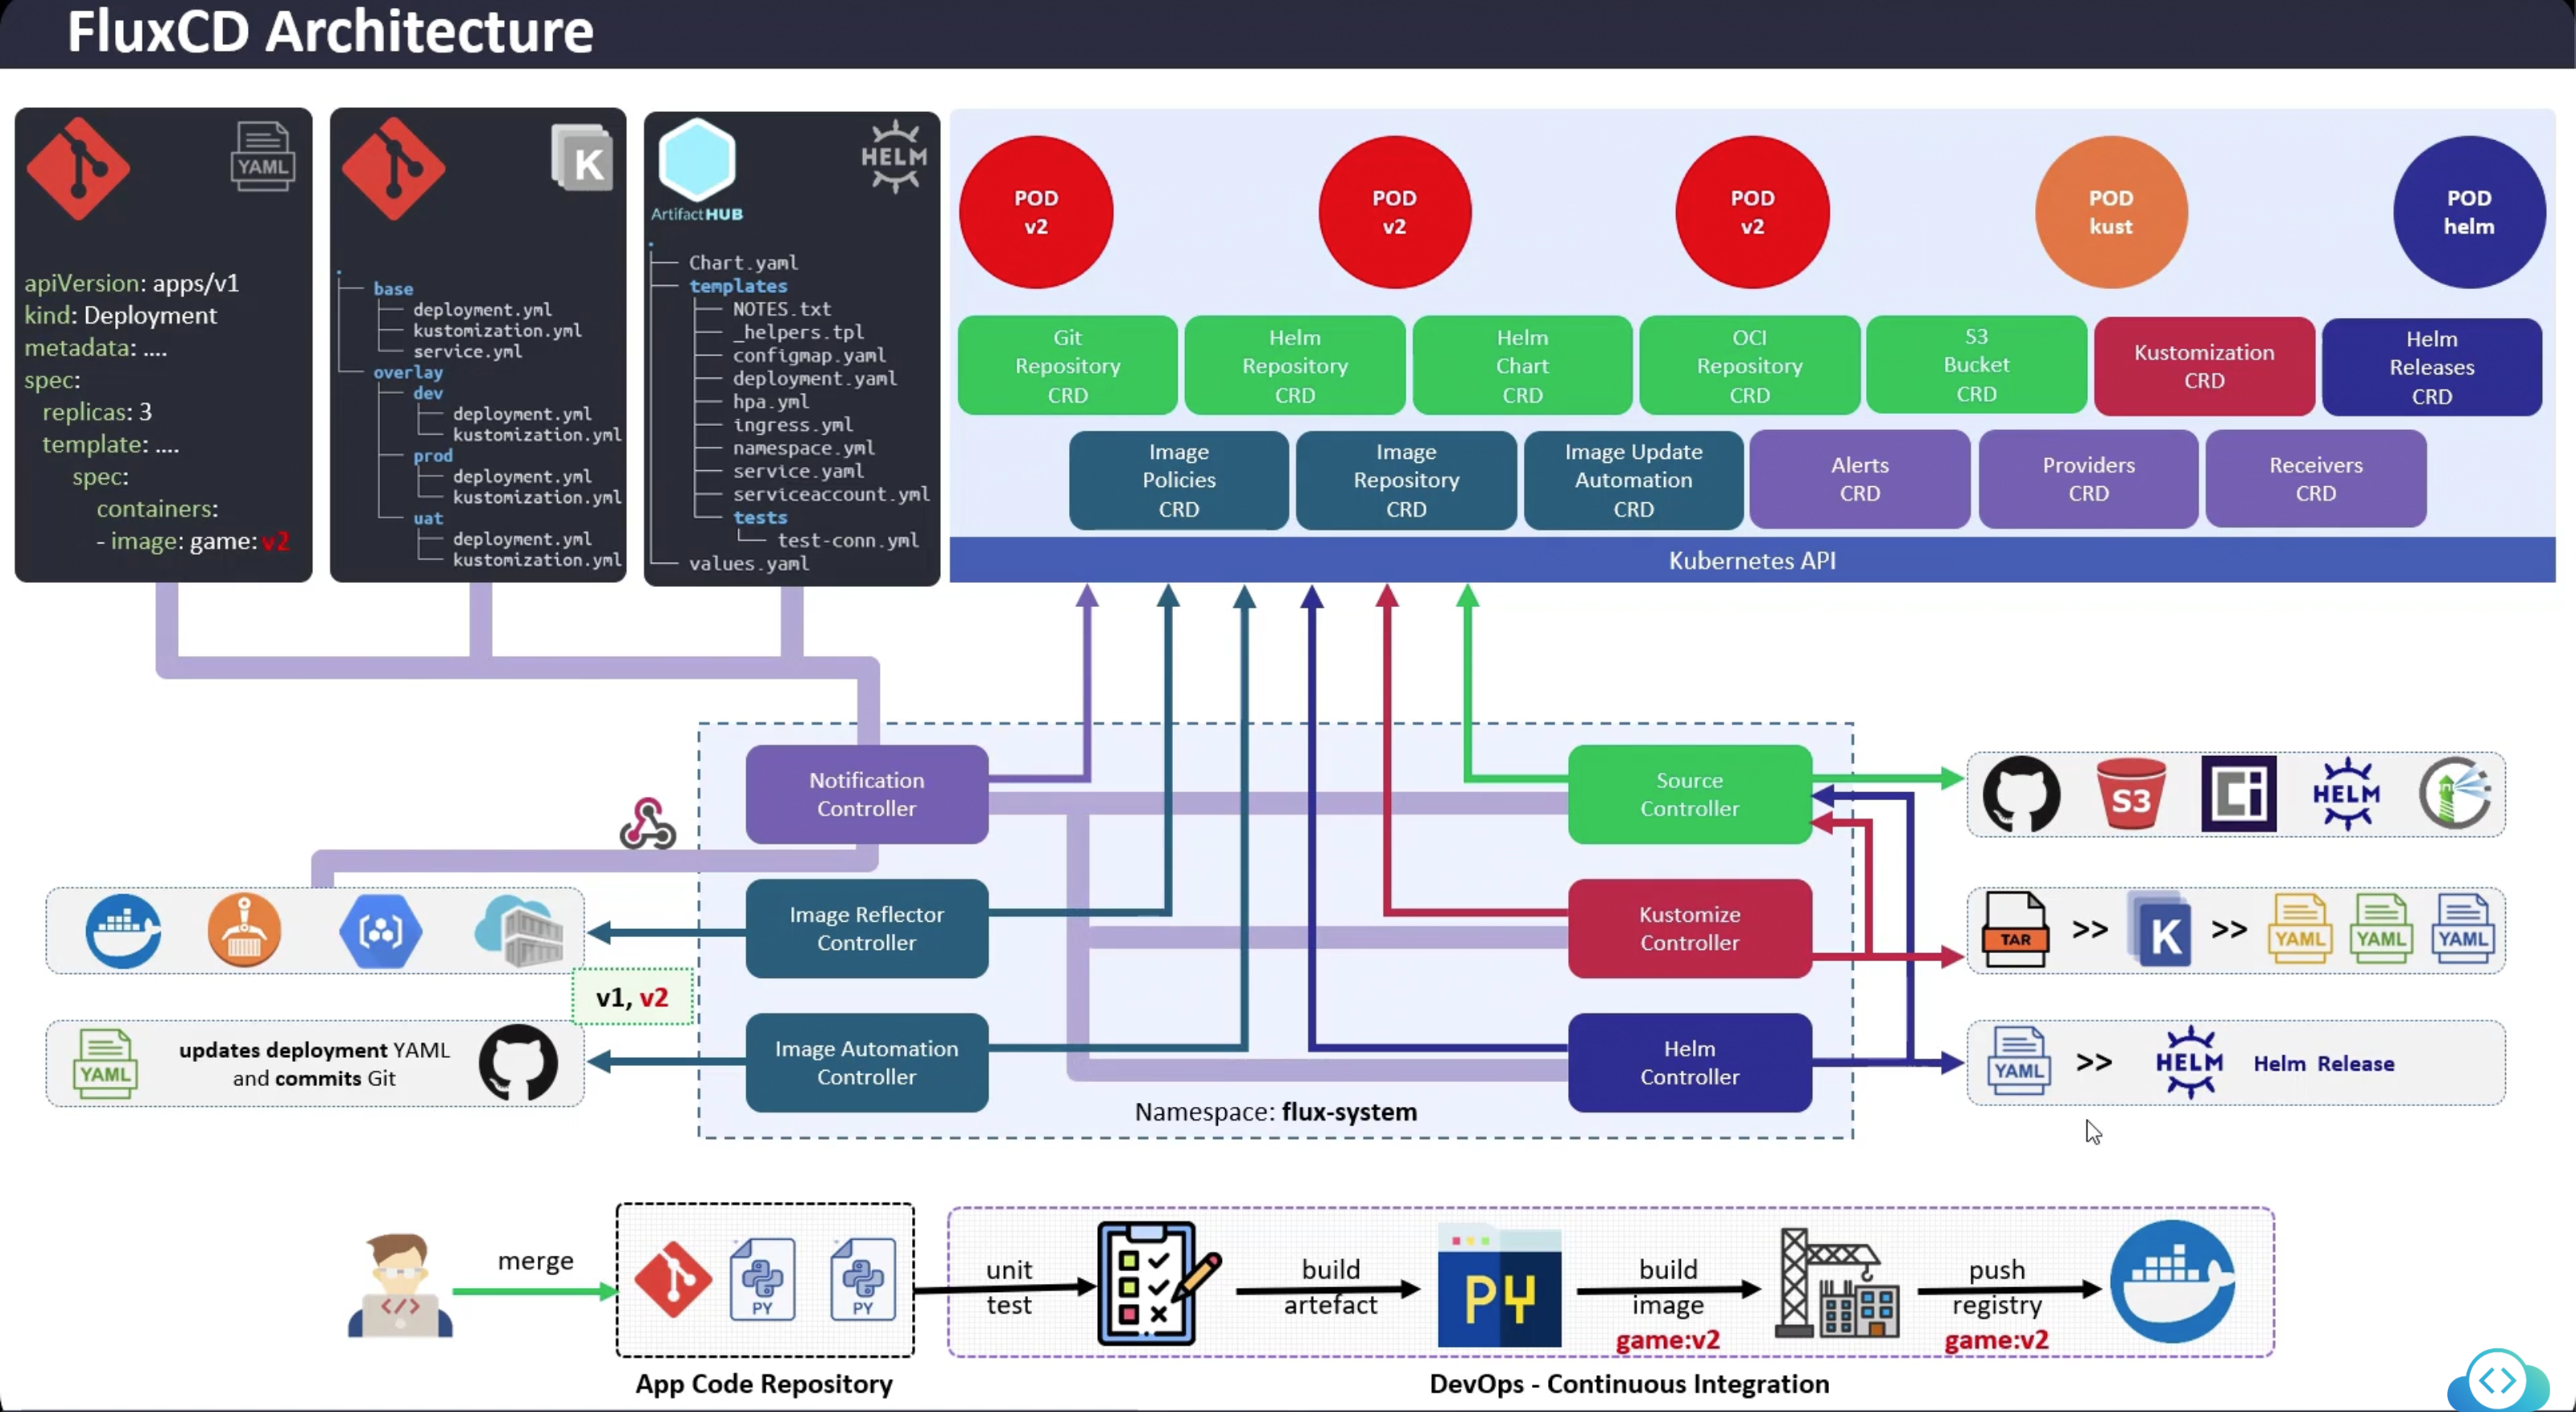 FluxCD Architecture
YAML
apiVersion: apps/v1
kind: Deployment
metadata: ....
spec:
replicas: 3
template: ....
spec:
containers:
- image: game:v2
K
.
base
deployment.yml
kustomization.yml
service.yml
overlay
dev
deployment.yml
kustomization.yml
prod
deployment.yml
kustomization.yml
uat
deployment.yml
kustomization.yml
Artifact HUB
HELM
.
Chart.yaml
templates
NOTES.txt
_helpers.tpl
configmap.yaml
deployment.yaml
hpa.yml
ingress.yml
namespace.yml
service.yaml
serviceaccount.yml
tests
test-conn.yml
values.yaml
POD
v2
POD
v2
POD
v2
POD
kust
POD
helm
Git
Repository
CRD
Helm
Repository
CRD
Helm
Chart
CRD
OCI
Repository
CRD
S3
Bucket
CRD
Kustomization
CRD
Helm
Releases
CRD
Image
Policies
CRD
Image
Repository
CRD
Image Update
Automation
CRD
Alerts
CRD
Providers
CRD
Receivers
CRD
Kubernetes API
Notification
Controller
Source
Controller
S3
Ci
HELM
Image Reflector
Controller
Kustomize
Controller
TAR
>>
K
>>
YAML
YAML
YAML
v1, v2
YAML
updates deployment YAML
and commits Git
Image Automation
Controller
Helm
Controller
YAML
>>
HELM
Helm Release
Namespace: flux-system
</>
merge
PY
PY
App Code Repository
unit
test
build
artefact
PY
build
image
game:v2
push
registry
game:v2
DevOps - Continuous Integration
<>